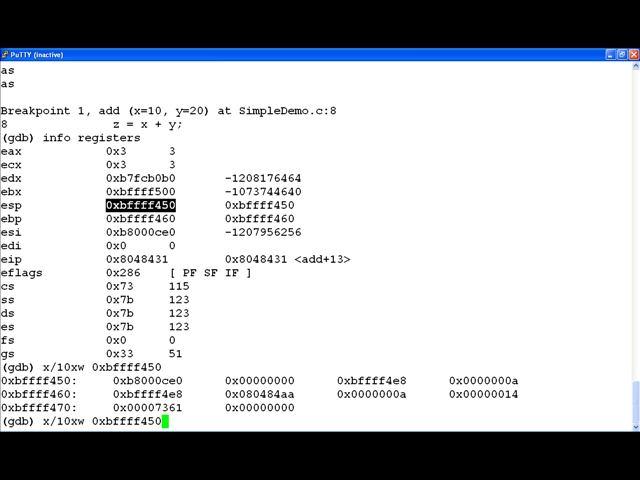 PuTTY (inactive)
as
as
Breakpoint 1, add (x=10, y=20) at SimpleDemo.c:8
8 z = x + y;
(gdb) info registers
eax 0x3 3
ecx 0x3 3
edx 0xb7fcb0b0 -1208176464
ebx 0xbffff500 -1073744640
esp 0xbffff450 0xbffff450
ebp 0xbffff460 0xbffff460
esi 0xb8000ce0 -1207956256
edi 0x0 0
eip 0x8048431 0x8048431 <add+13>
eflags 0x286 [ PF SF IF ]
cs 0x73 115
ss 0x7b 123
ds 0x7b 123
es 0x7b 123
fs 0x0 0
gs 0x33 51
(gdb) x/10xw 0xbffff450
0xbffff450: 0xb8000ce0 0x00000000 0xbffff4e8 0x0000000a
0xbffff460: 0xbffff4e8 0x080484aa 0x0000000a 0x00000014
0xbffff470: 0x00007361 0x00000000
(gdb) x/10xw 0xbffff450